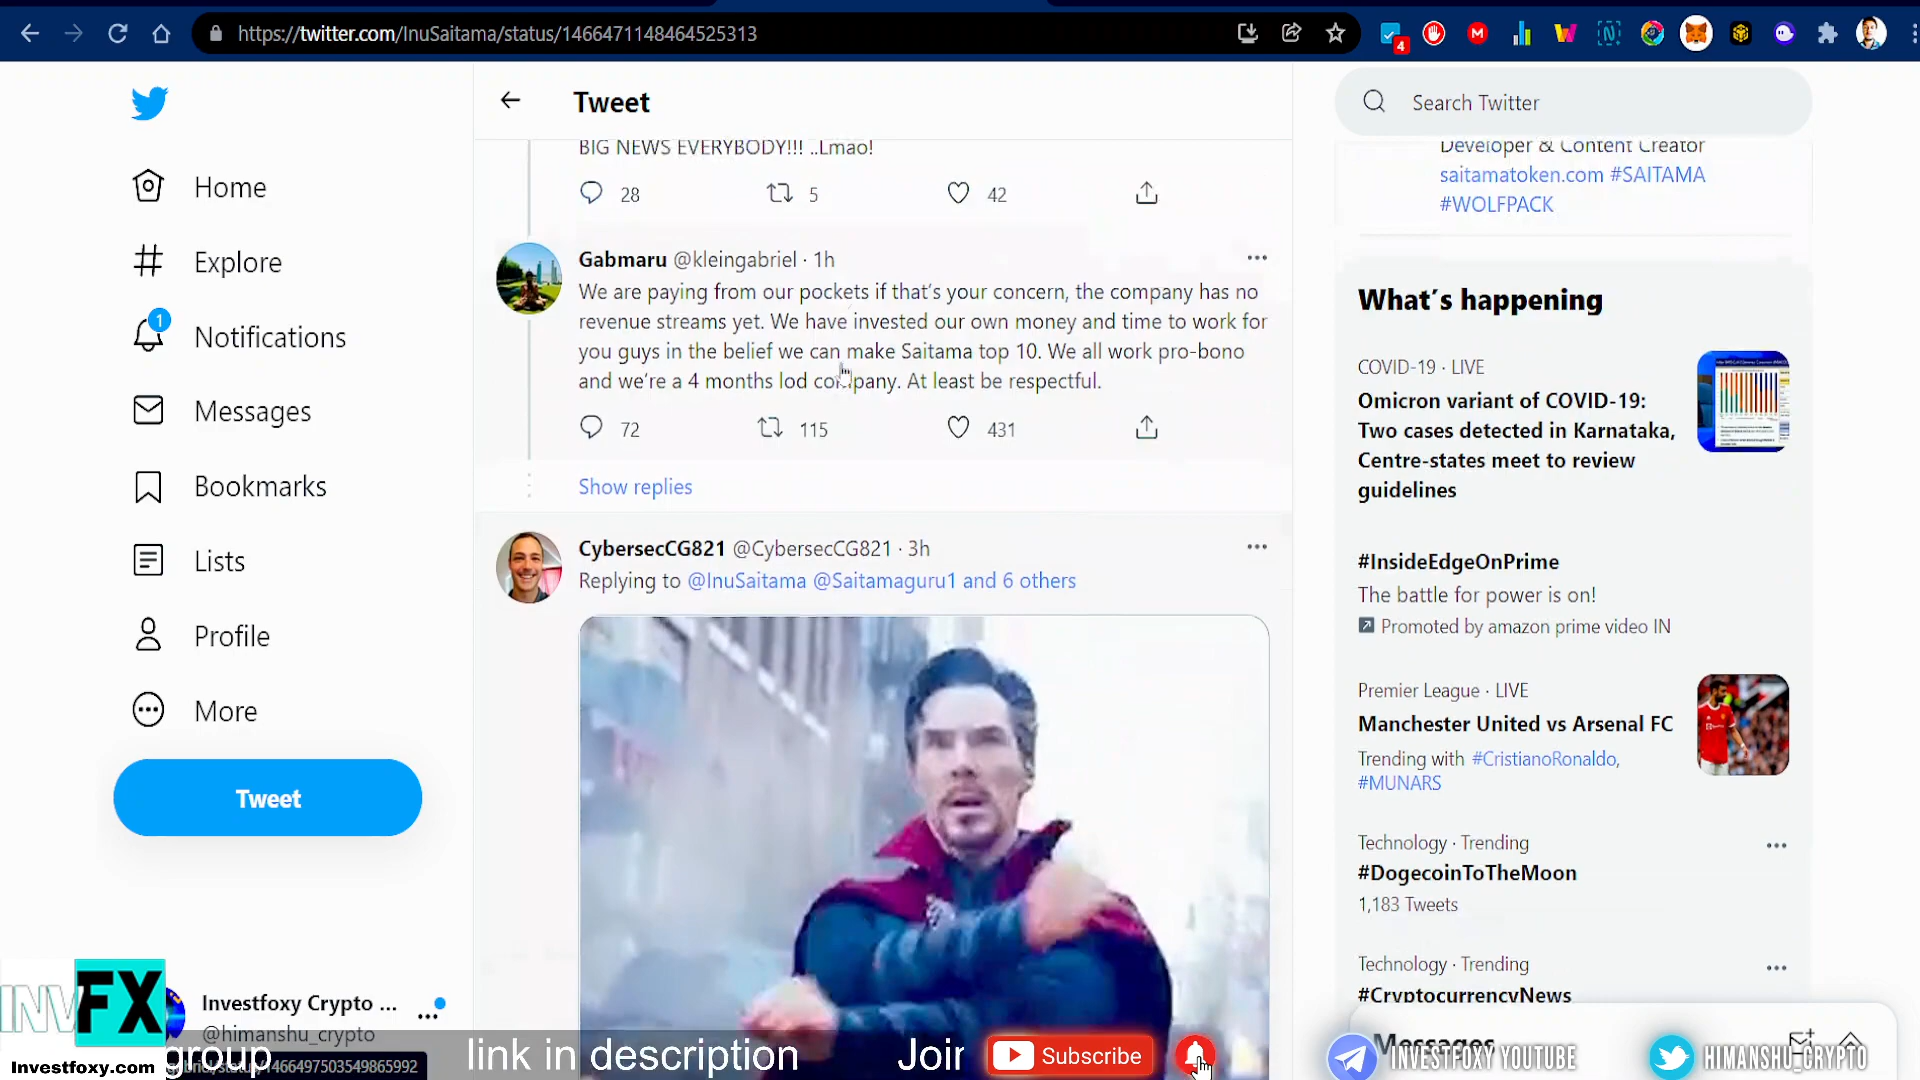 https://twitter.com/InuSaitama/status/1466471148464525313
4
Tweet
Search Twitter
Home
Explore
1
Notifications
Messages
Bookmarks
Lists
Profile
More
Tweet
BIG NEWS EVERYBODY!!! ..Lmao!
28 5 42
Gabmaru @kleingabriel · 1h
We are paying from our pockets if that's your concern, the company has no
revenue streams yet. We have invested our own money and time to work for
you guys in the belief we can make Saitama top 10. We all work pro-bono
and we're a 4 months lod company. At least be respectful.
72 115 431
Show replies
CybersecCG821 @CybersecCG821 · 3h
Replying to @InuSaitama @Saitamaguru1 and 6 others
Developer & Content Creator
saitamatoken.com #SAITAMA
#WOLFPACK
What's happening
COVID-19 · LIVE
Omicron variant of COVID-19:
Two cases detected in Karnataka,
Centre-states meet to review
guidelines
#InsideEdgeOnPrime
The battle for power is on!
Promoted by amazon prime video IN
Premier League · LIVE
Manchester United vs Arsenal FC
Trending with #CristianoRonaldo,
#MUNARS
Technology · Trending
#DogecoinToTheMoon
1,183 Tweets
Technology · Trending
#CryptocurrencyNews
Messages
Investfoxy Crypto ...
@himanshu_crypto
INVFX
Investfoxy.com
group link in description Join
Subscribe
INVESTFOXY YOUTUBE
HIMANSHU_CRYPTO